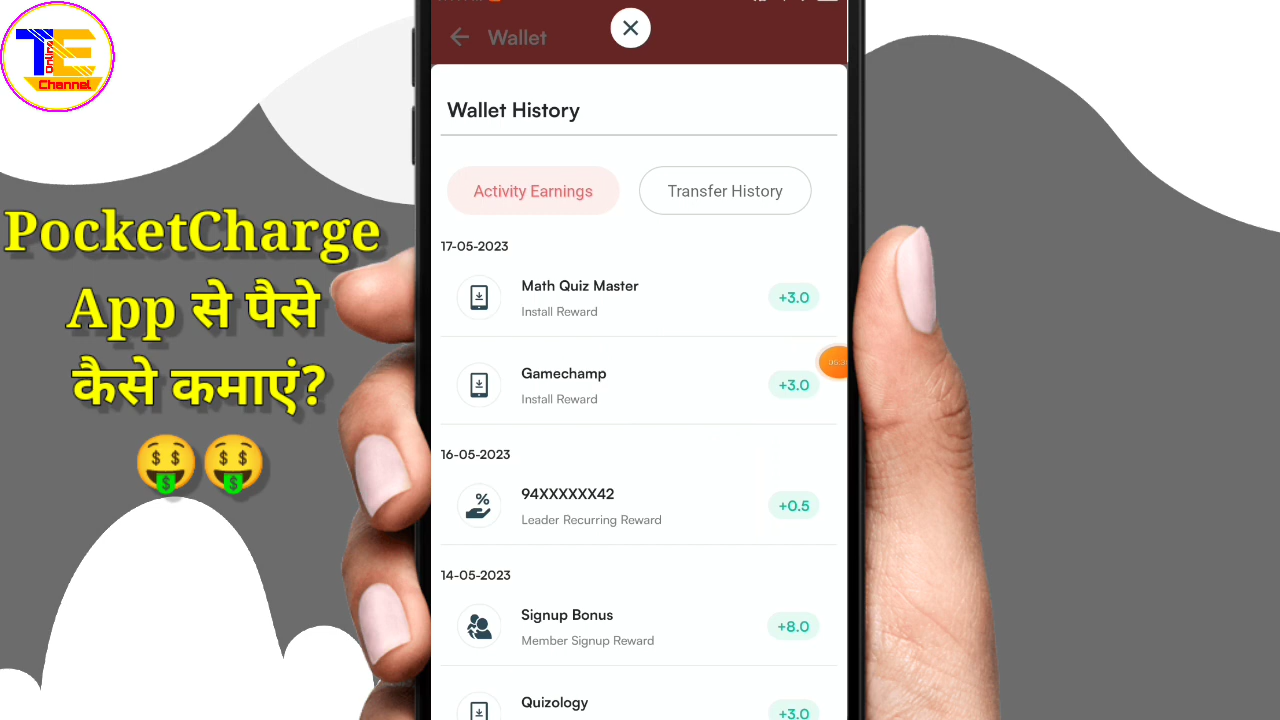 TE
Online
Channel
PocketCharge
App से पैसे
कैसे कमाएं?
Wallet
Wallet History
Activity Earnings
Transfer History
17-05-2023
Math Quiz Master
Install Reward
+3.0
Gamechamp
Install Reward
+3.0
16-05-2023
94XXXXXX42
Leader Recurring Reward
+0.5
14-05-2023
Signup Bonus
Member Signup Reward
+8.0
Quizology
+3.0